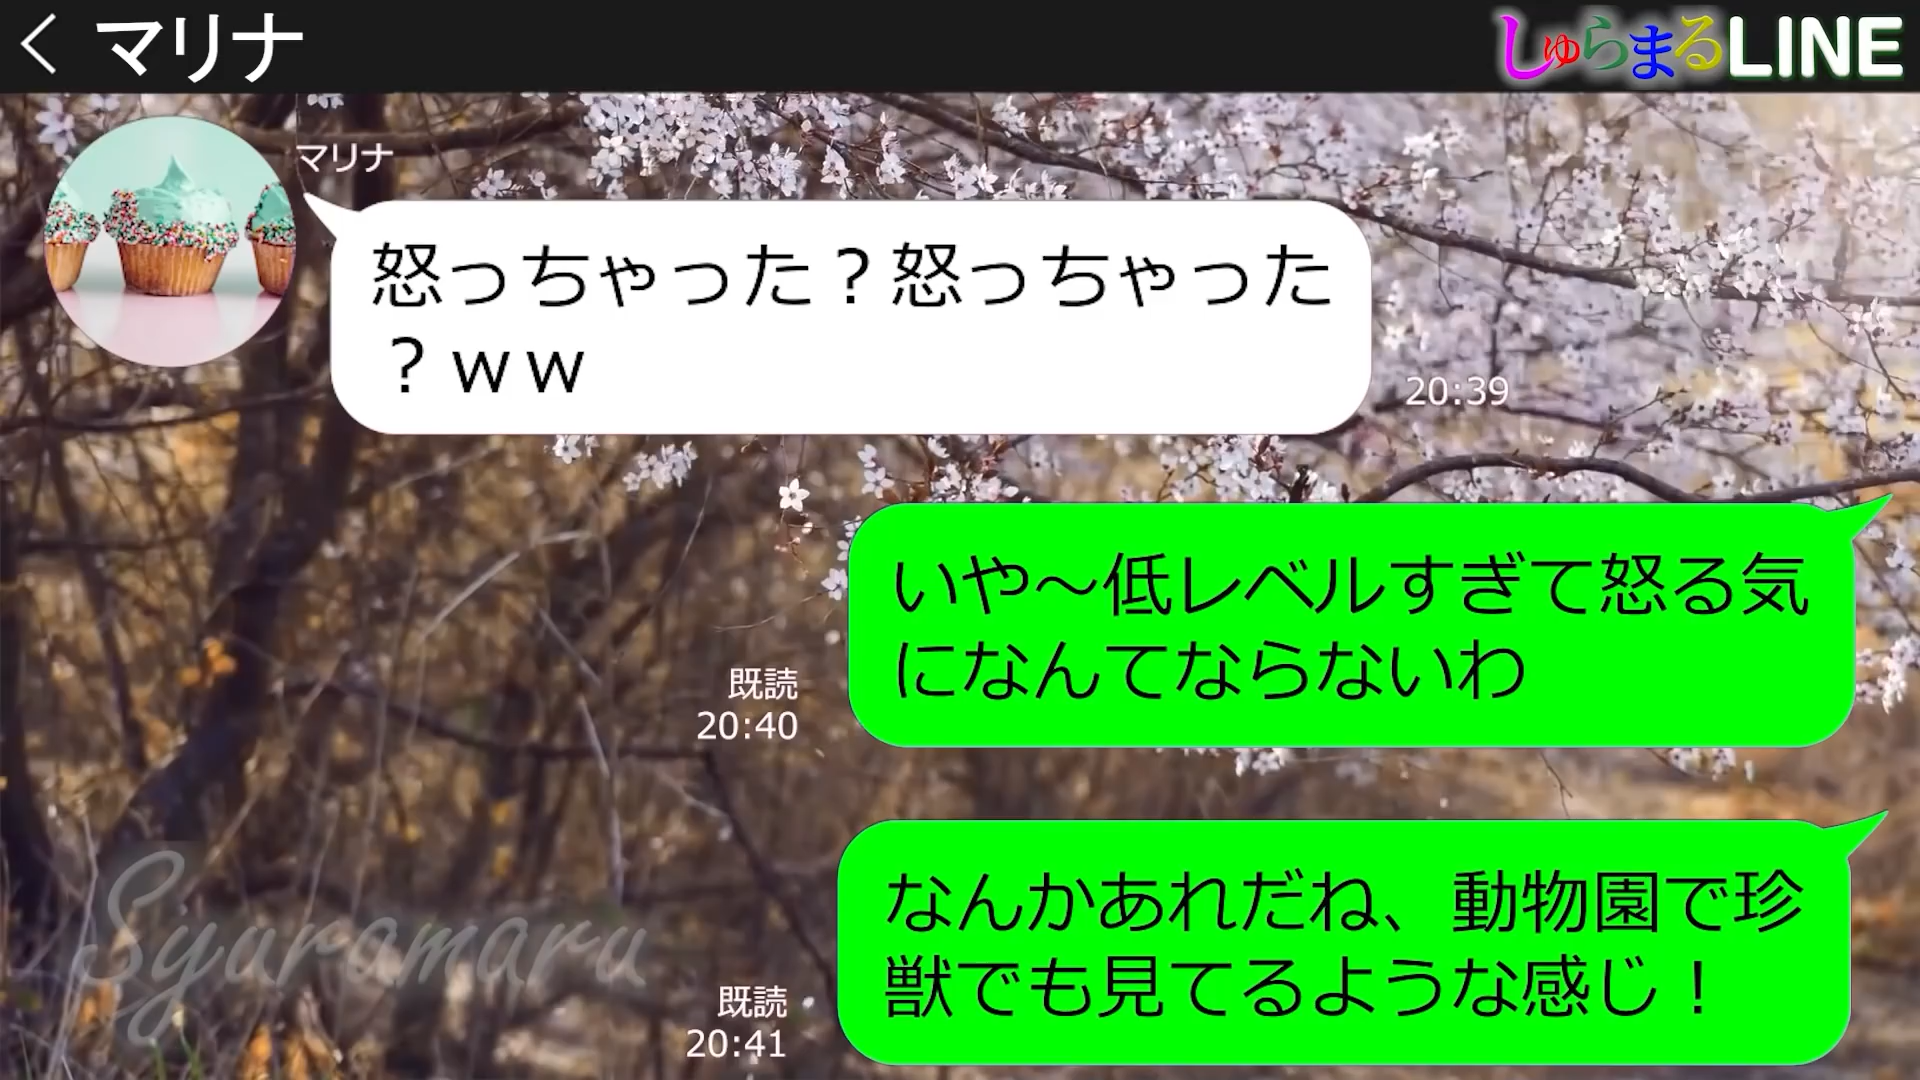 マリナ
しゅらまるLINE
マリナ
怒っちゃった？怒っちゃった
？ｗｗ
20:39
いや～低レベルすぎて怒る気
になんてならないわ
既読
20:40
なんかあれだね、動物園で珍
獣でも見てるような感じ！
既読
20:41
Syuramaru